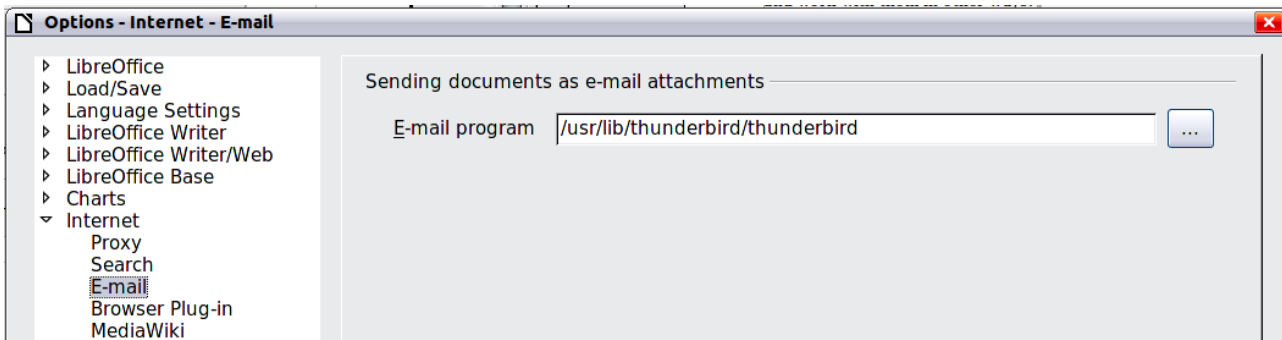 Options - Internet - E-mail
LibreOffice
Load/Save
Language Settings
LibreOffice Writer
LibreOffice Writer/Web
LibreOffice Base
Charts
Internet
Proxy
Search
E-mail
Browser Plug-in
MediaWiki
Sending documents as e-mail attachments
E-mail program /usr/lib/thunderbird/thunderbird ...